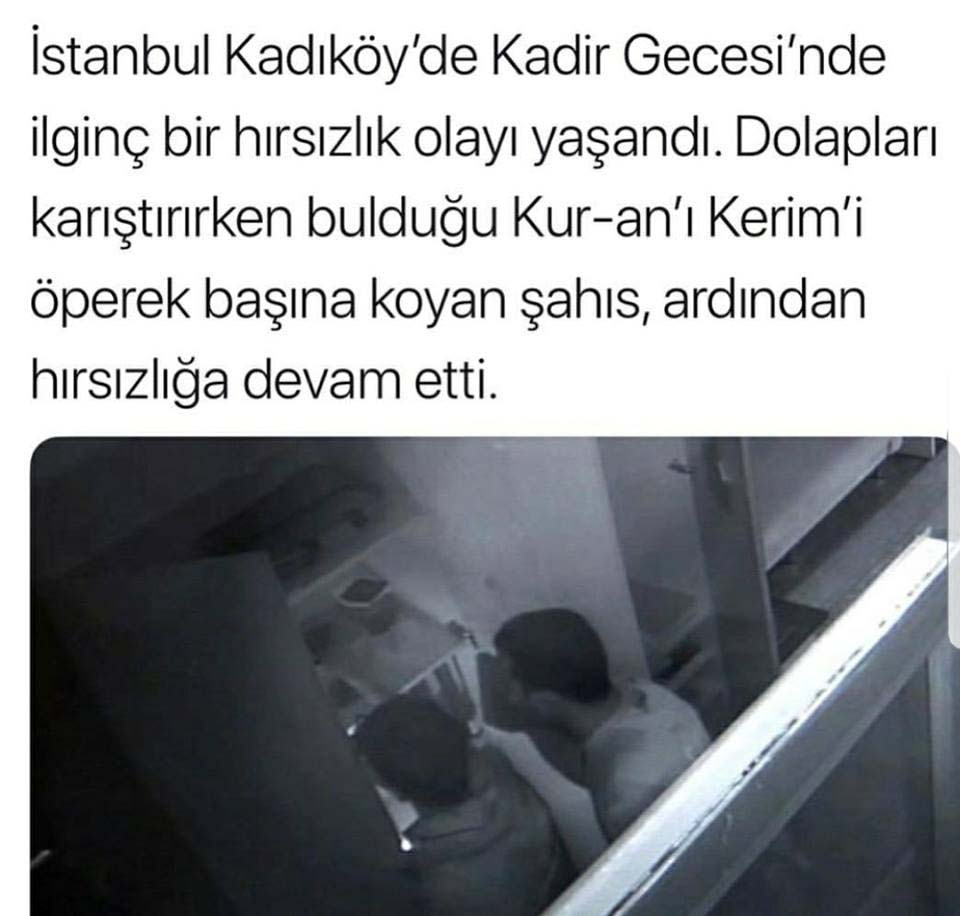 İstanbul Kadıköy’de Kadir Gecesi’nde
ilginç bir hırsızlık olayı yaşandı. Dolapları
karıştırırken bulduğu Kur-an’ı Kerim’i
öperek başına koyan şahıs, ardından
hırsızlığa devam etti.